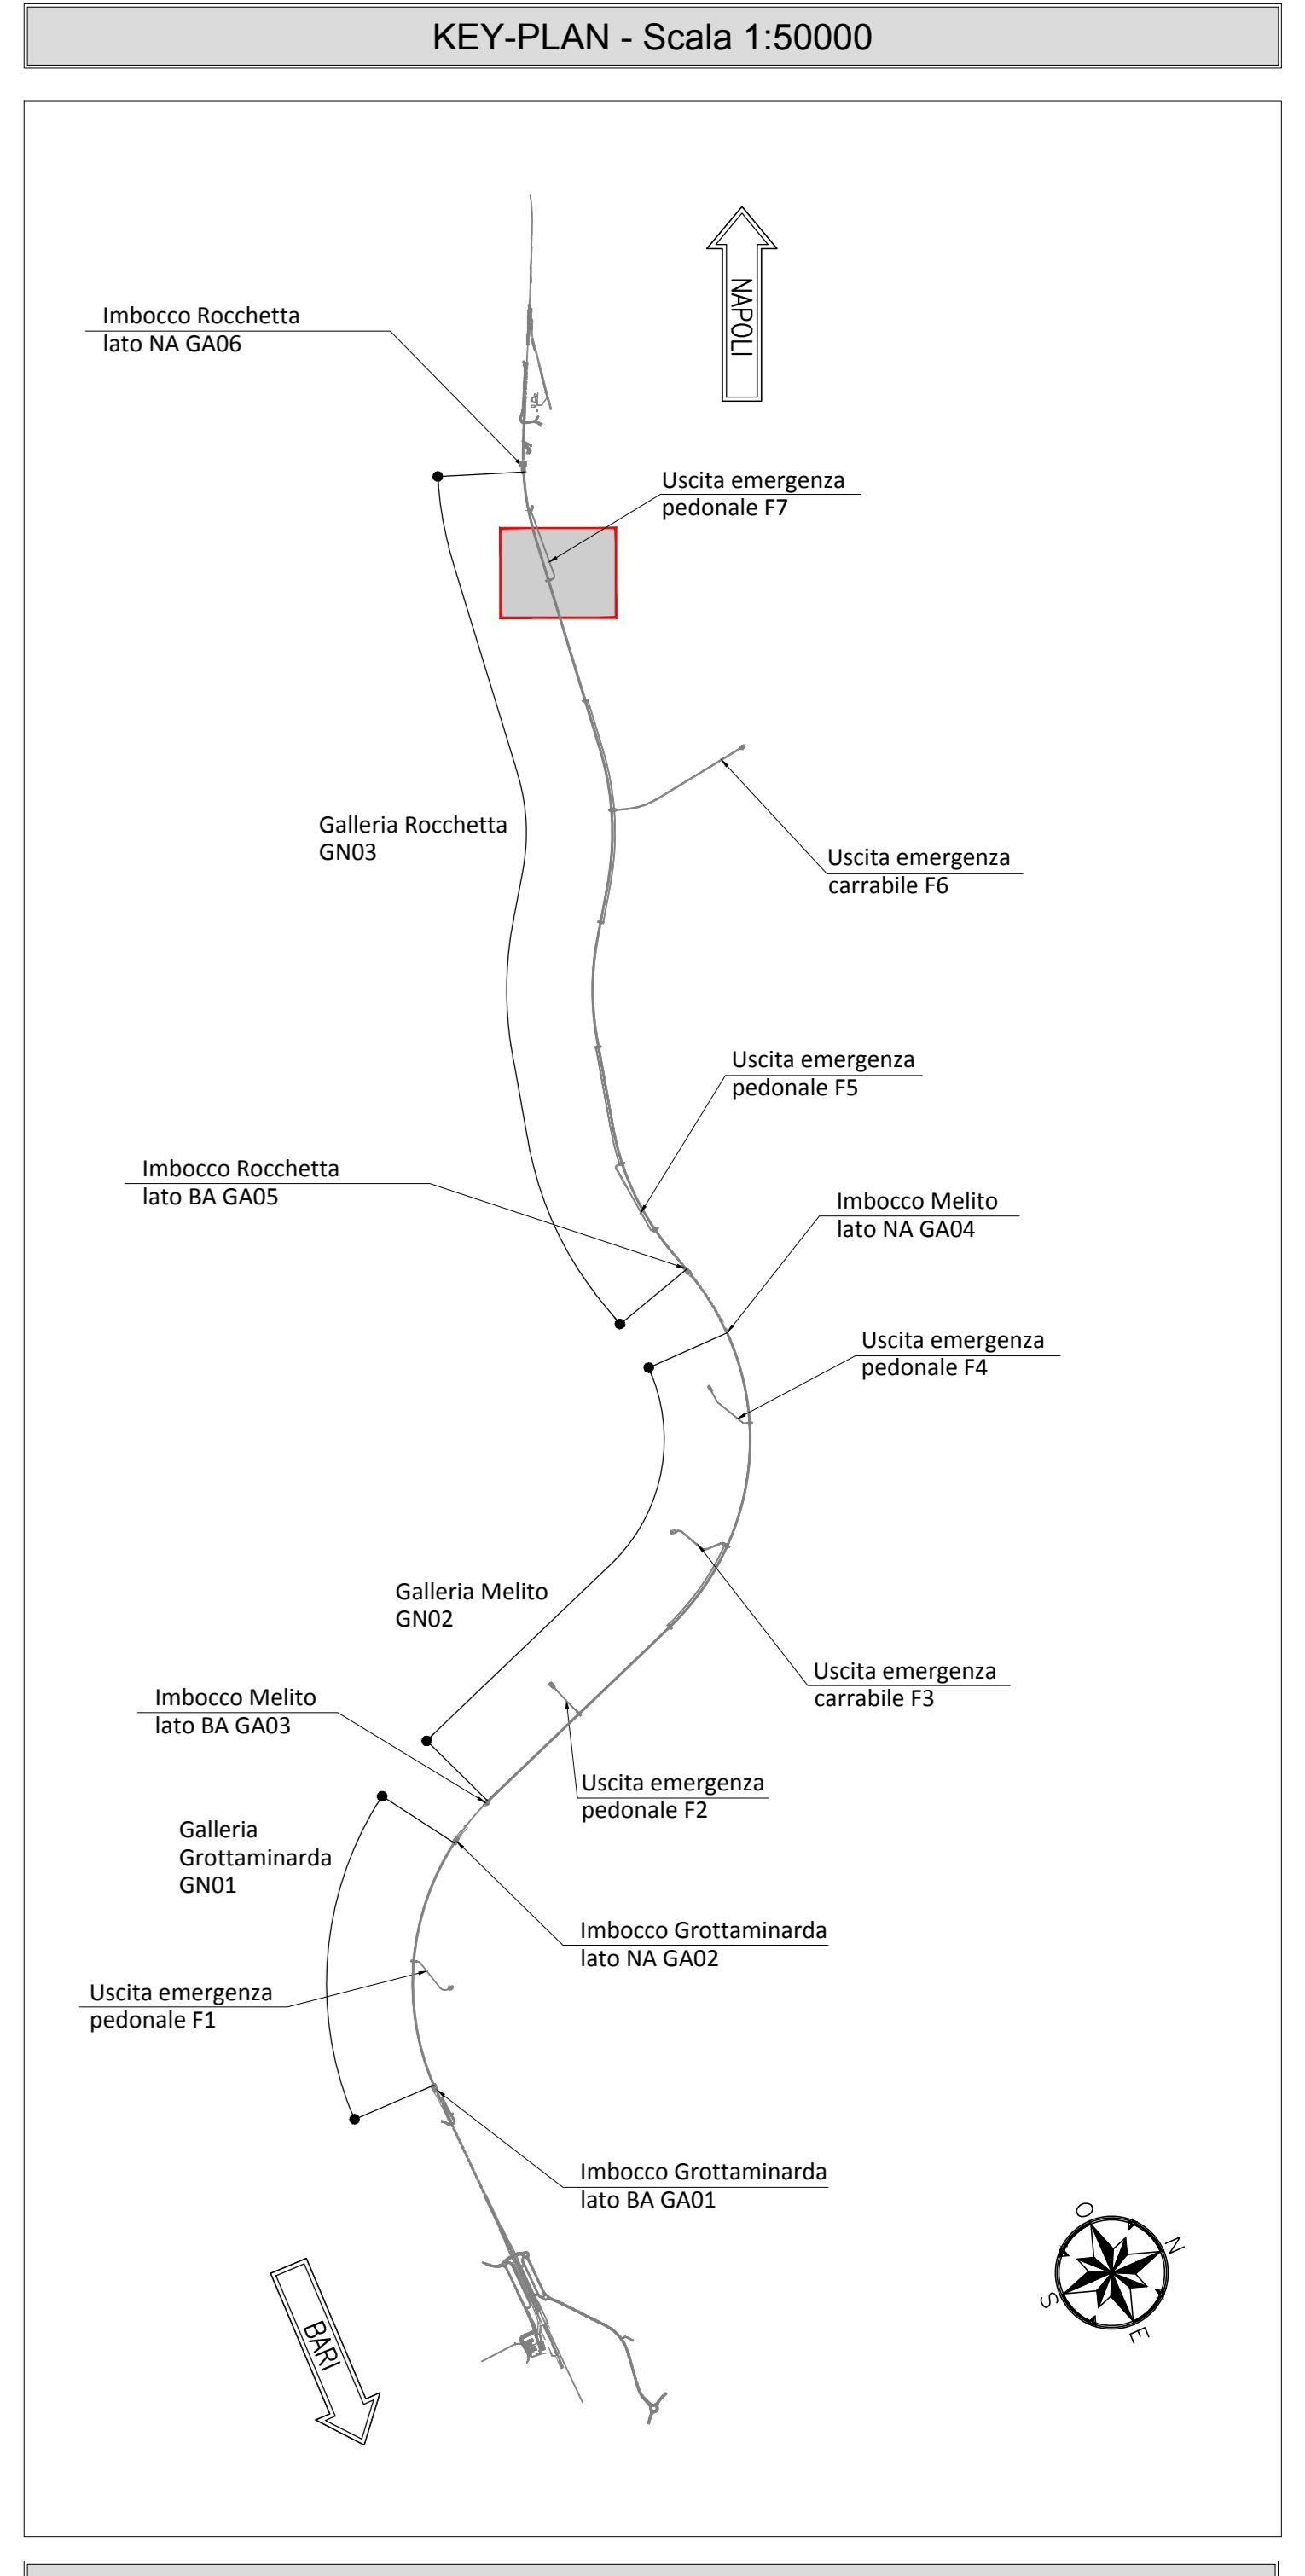 KEY-PLAN - Scala 1:50000
NAPOLI
Imbocco Rocchetta
lato NA GA06
Uscita emergenza
pedonale F7
Galleria Rocchetta
GN03
Uscita emergenza
carrabile F6
Uscita emergenza
pedonale F5
Imbocco Rocchetta
lato BA GA05
Imbocco Melito
lato NA GA04
Uscita emergenza
pedonale F4
Galleria Melito
GN02
Uscita emergenza
carrabile F3
Imbocco Melito
lato BA GA03
Uscita emergenza
pedonale F2
Galleria
Grottaminarda
GN01
Imbocco Grottaminarda
lato NA GA02
Uscita emergenza
pedonale F1
Imbocco Grottaminarda
lato BA GA01
O
N
S
E
BARI